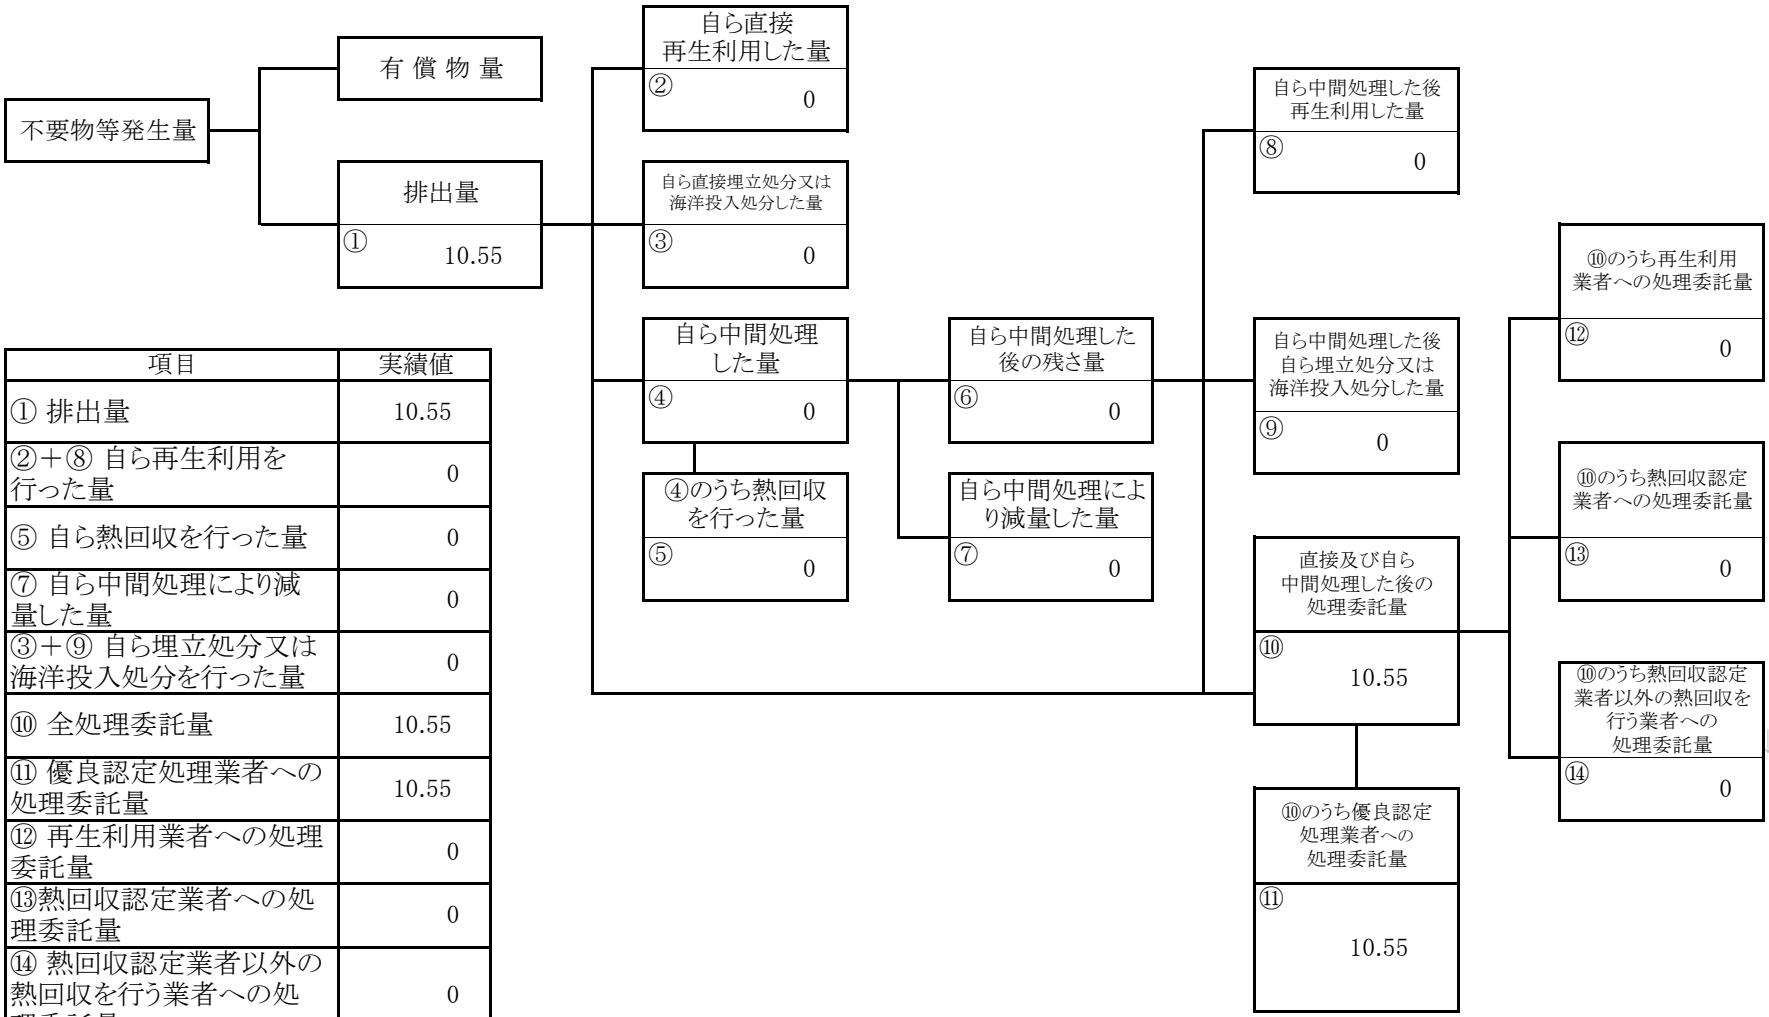 不要物等発生量
有 償 物 量
排出量
①
10.55
自ら直接
再生利用した量
②
0
自ら直接埋立処分又は
海洋投入処分した量
③
0
自ら中間処理
した量
④
0
④のうち熱回収
を行った量
⑤
0
自ら中間処理した
後の残さ量
⑥
0
自ら中間処理によ
り減量した量
⑦
0
自ら中間処理した後
再生利用した量
⑧
0
自ら中間処理した後
自ら埋立処分又は
海洋投入処分した量
⑨
0
直接及び自ら
中間処理した後の
処理委託量
⑩
10.55
⑩のうち優良認定
処理業者への
処理委託量
⑪
10.55
⑩のうち再生利用
業者への処理委託量
⑫
0
⑩のうち熱回収認定
業者への処理委託量
⑬
0
⑩のうち熱回収認定
業者以外の熱回収を
行う業者への
処理委託量
⑭
0
項目 実績値
① 排出量 10.55
②＋⑧ 自ら再生利用を
行った量 0
⑤ 自ら熱回収を行った量 0
⑦ 自ら中間処理により減
量した量 0
③＋⑨ 自ら埋立処分又は
海洋投入処分を行った量 0
⑩ 全処理委託量 10.55
⑪ 優良認定処理業者への
処理委託量 10.55
⑫ 再生利用業者への処理
委託量 0
⑬熱回収認定業者への処
理委託量 0
⑭ 熱回収認定業者以外の
熱回収を行う業者への処 0